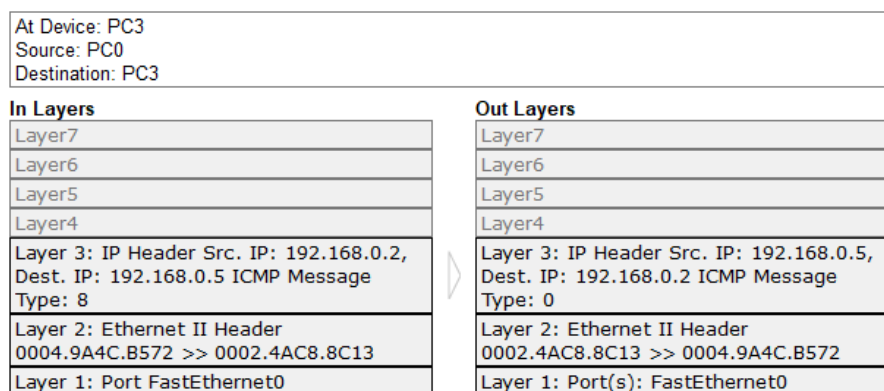 At Device: PC3
Source: PC0
Destination: PC3
In Layers
Layer7
Layer6
Layer5
Layer4
Layer 3: IP Header Src. IP: 192.168.0.2,
Dest. IP: 192.168.0.5 ICMP Message
Type: 8
Layer 2: Ethernet II Header
0004.9A4C.B572 >> 0002.4AC8.8C13
Layer 1: Port FastEthernet0
Out Layers
Layer7
Layer6
Layer5
Layer4
Layer 3: IP Header Src. IP: 192.168.0.5,
Dest. IP: 192.168.0.2 ICMP Message
Type: 0
Layer 2: Ethernet II Header
0002.4AC8.8C13 >> 0004.9A4C.B572
Layer 1: Port(s): FastEthernet0